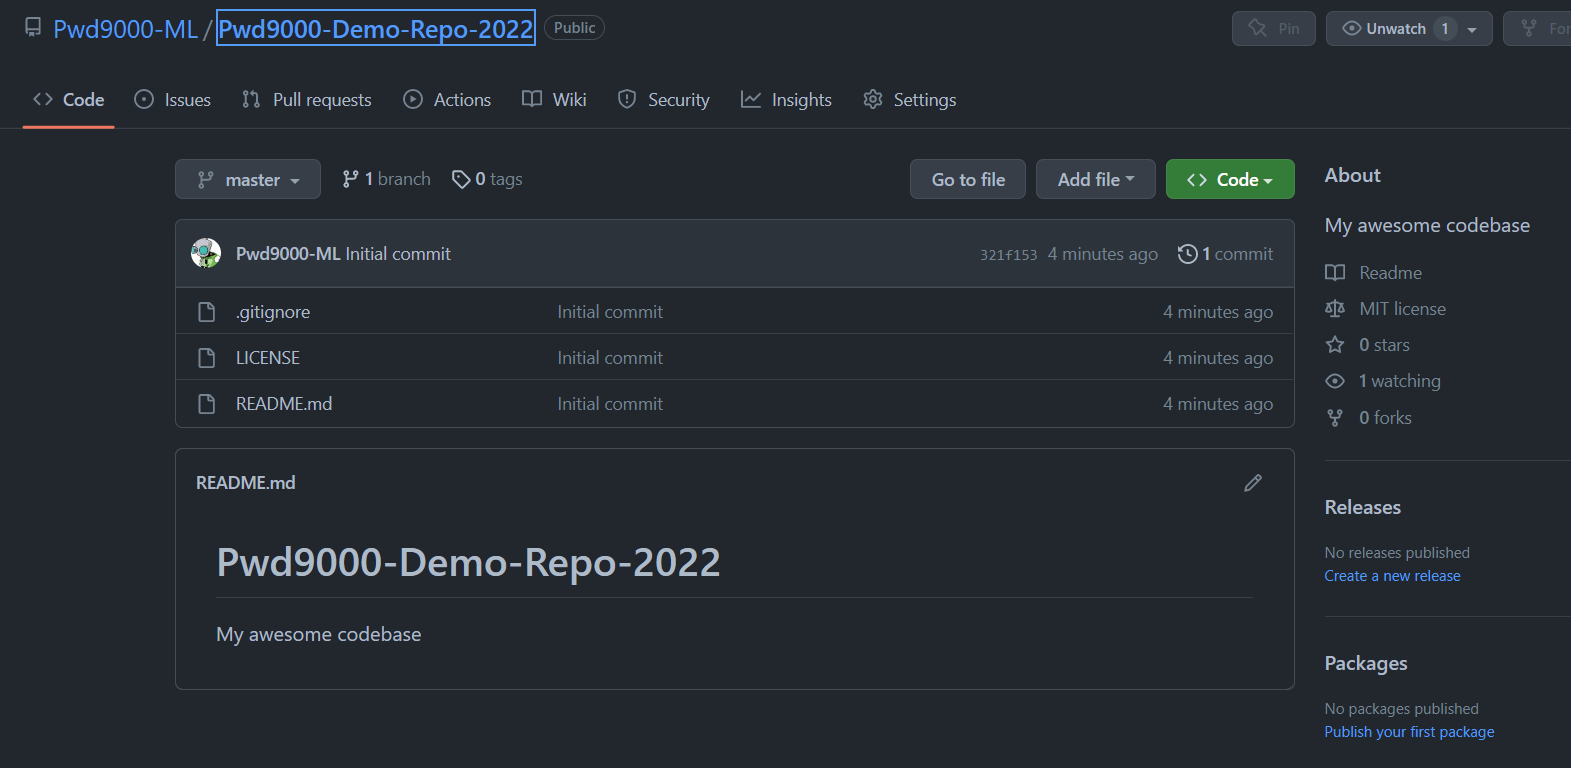 Pwd9000-ML / Pwd9000-Demo-Repo-2022 Public Pin Unwatch 1
Code Issues Pull requests Actions Wiki Security Insights Settings
master 1 branch 0 tags Go to file Add file Code
Pwd9000-ML Initial commit 321f153 4 minutes ago 1 commit
.gitignore Initial commit 4 minutes ago
LICENSE Initial commit 4 minutes ago
README.md Initial commit 4 minutes ago
README.md
Pwd9000-Demo-Repo-2022
My awesome codebase
About
My awesome codebase
Readme
MIT license
0 stars
1 watching
0 forks
Releases
No releases published
Create a new release
Packages
No packages published
Publish your first package